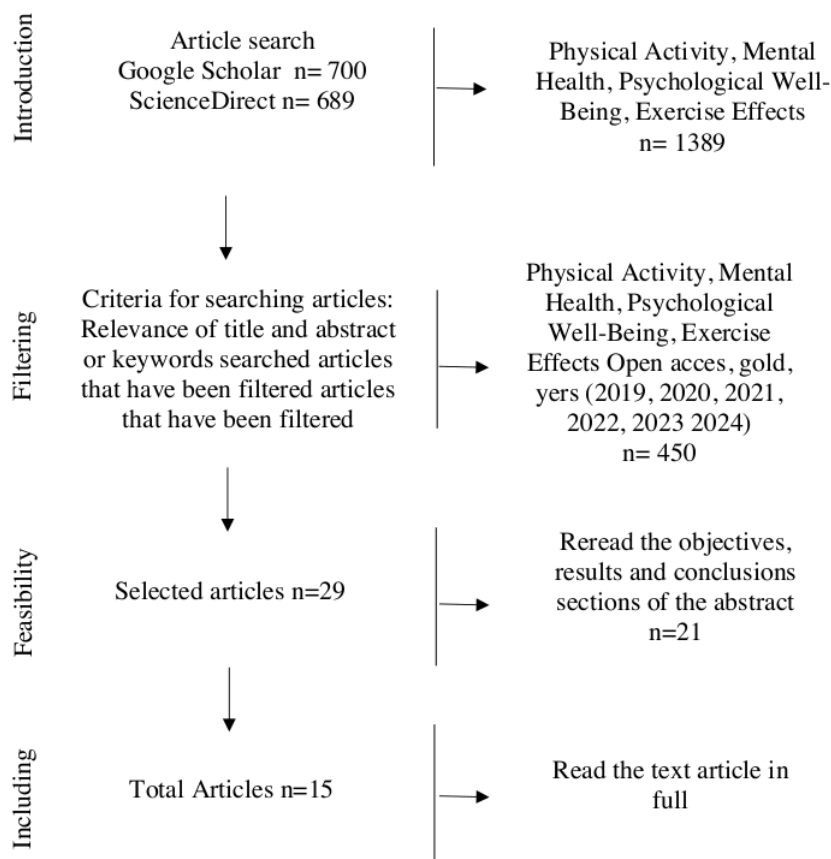 Introduction
Article search
Google Scholar n= 700
ScienceDirect n= 689
Physical Activity, Mental
Health, Psychological Well-
Being, Exercise Effects
n= 1389
Filtering
Criteria for searching articles:
Relevance of title and abstract
or keywords searched articles
that have been filtered articles
that have been filtered
Physical Activity, Mental
Health, Psychological
Well-Being, Exercise
Effects Open acces, gold,
yers (2019, 2020, 2021,
2022, 2023 2024)
n= 450
Feasibility
Selected articles n=29
Reread the objectives,
results and conclusions
sections of the abstract
n=21
Including
Total Articles n=15
Read the text article in
full